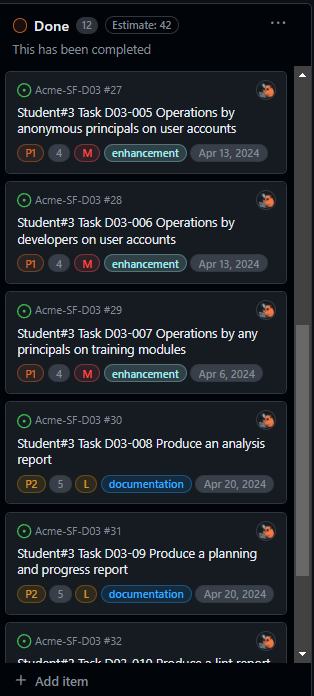 Done 12 Estimate: 42 ...
This has been completed
Acme-SF-D03 #27
Student#3 Task D03-005 Operations by
anonymous principals on user accounts
P1 4 M enhancement Apr 13, 2024
Acme-SF-D03 #28
Student#3 Task D03-006 Operations by
developers on user accounts
P1 4 M enhancement Apr 13, 2024
Acme-SF-D03 #29
Student#3 Task D03-007 Operations by any
principals on training modules
P1 4 M enhancement Apr 6, 2024
Acme-SF-D03 #30
Student#3 Task D03-008 Produce an analysis
report
P2 5 L documentation Apr 20, 2024
Acme-SF-D03 #31
Student#3 Task D03-09 Produce a planning
and progress report
P2 5 L documentation Apr 20, 2024
Acme-SF-D03 #32
Student#3 Task D03-010 Produce a lint report
+ Add item